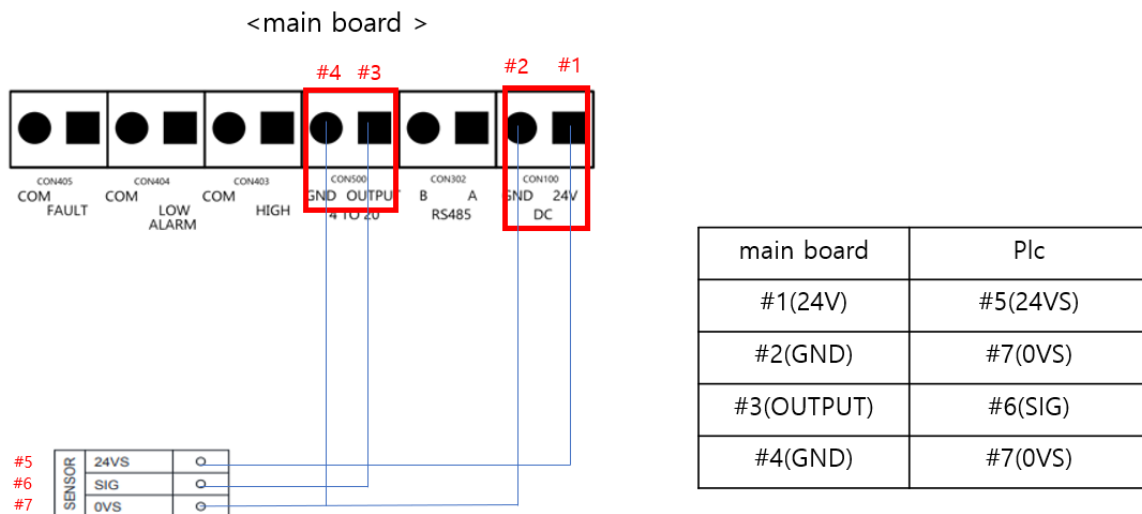 <main board >
#4 #3 #2 #1
CON405 CON404 CON403 CON500 CON302 CON100
COM COM COM GND OUTPUT B A GND 24V
FAULT LOW HIGH 4 TO 20 RS485 DC
ALARM
main board Plc
#1(24V) #5(24VS)
#2(GND) #7(0VS)
#3(OUTPUT) #6(SIG)
#4(GND) #7(0VS)
SENSOR
#5 24VS
#6 SIG
#7 0VS